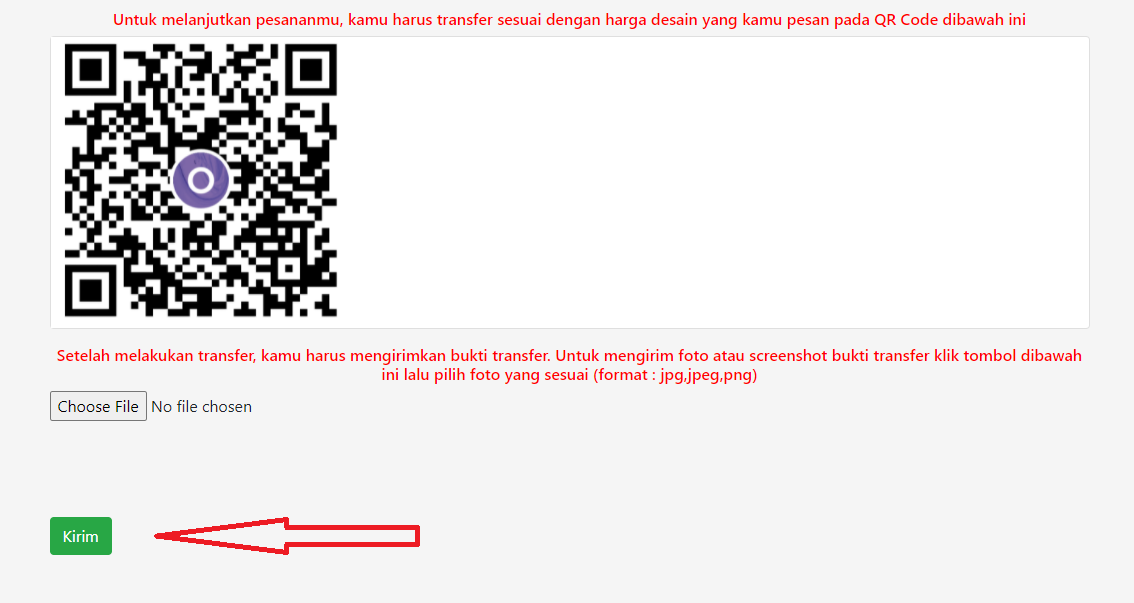 Untuk melanjutkan pesananmu, kamu harus transfer sesuai dengan harga desain yang kamu pesan pada QR Code dibawah ini
Setelah melakukan transfer, kamu harus mengirimkan bukti transfer. Untuk mengirim foto atau screenshot bukti transfer klik tombol dibawah
ini lalu pilih foto yang sesuai (format : jpg,jpeg,png)
Choose File No file chosen
Kirim